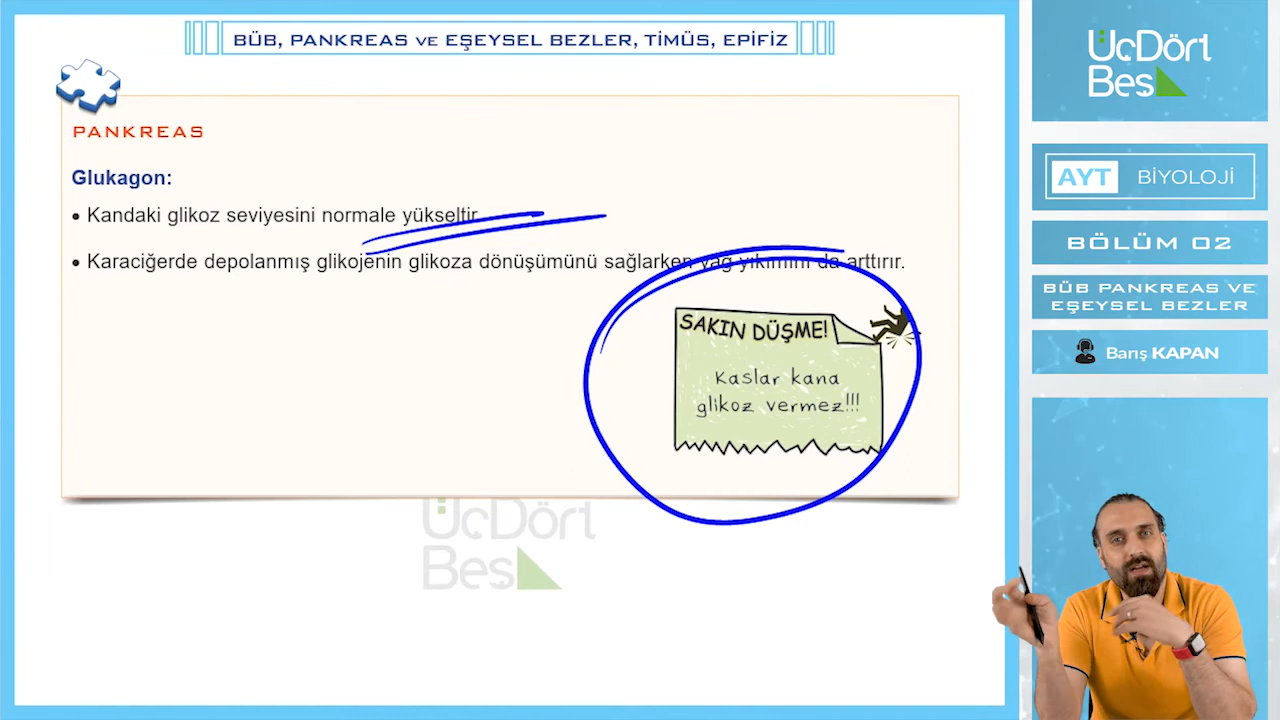 BÜB, PANKREAS VE EŞEYSEL BEZLER, TİMÜS, EPİFİZ
PANKREAS
Glukagon:
• Kandaki glikoz seviyesini normale yükseltir.
• Karaciğerde depolanmış glikojenin glikoza dönüşümünü sağlarken yağ yıkımını da arttırır.
SAKIN DÜŞME!
Kaslar kana
glikoz vermez!!!
ÜçDört
Beş
ÜçDört
Beş
AYT BİYOLOJİ
BÖLÜM 02
BÜB PANKREAS VE
EŞEYSEL BEZLER
Barış KAPAN